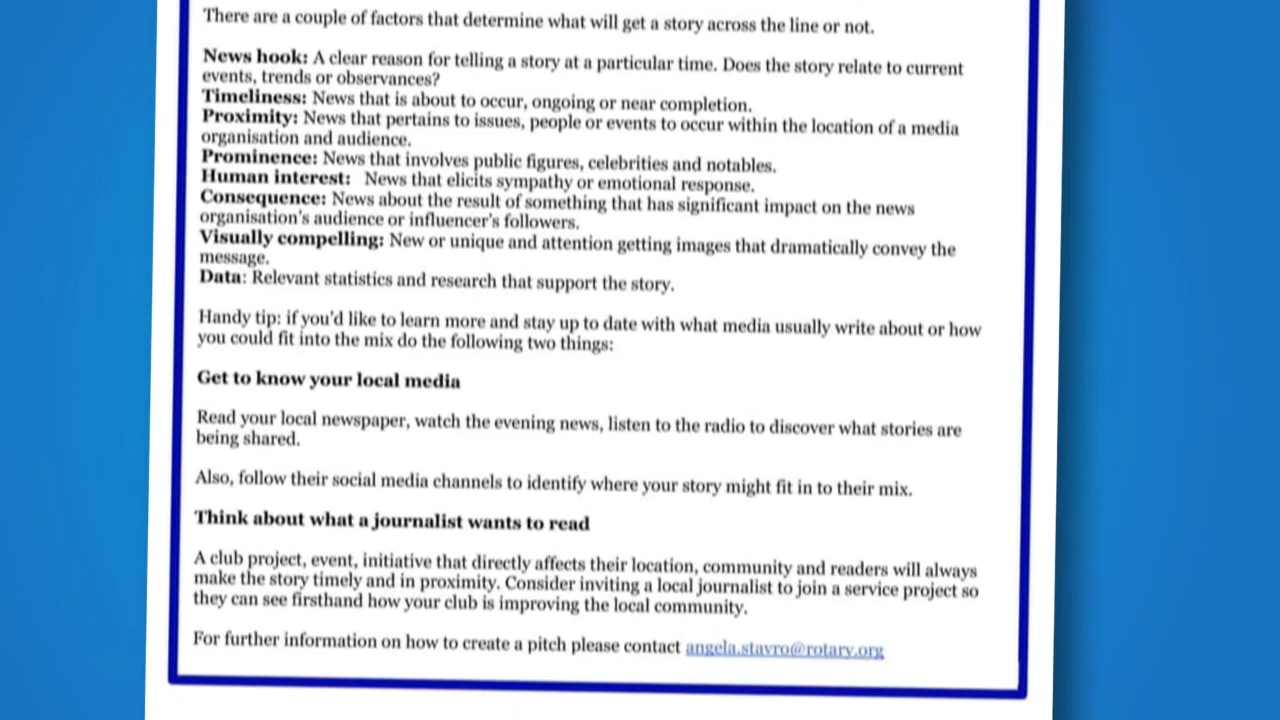 There are a couple of factors that determine what will get a story across the line or not.
News hook: A clear reason for telling a story at a particular time. Does the story relate to current
events, trends or observances?
Timeliness: News that is about to occur, ongoing or near completion.
Proximity: News that pertains to issues, people or events to occur within the location of a media
organisation and audience.
Prominence: News that involves public figures, celebrities and notables.
Human interest: News that elicits sympathy or emotional response.
Consequence: News about the result of something that has significant impact on the news
organisation's audience or influencer's followers.
Visually compelling: New or unique and attention getting images that dramatically convey the
message.
Data: Relevant statistics and research that support the story.
Handy tip: if you'd like to learn more and stay up to date with what media usually write about or how
you could fit into the mix do the following two things:
Get to know your local media
Read your local newspaper, watch the evening news, listen to the radio to discover what stories are
being shared.
Also, follow their social media channels to identify where your story might fit in to their mix.
Think about what a journalist wants to read
A club project, event, initiative that directly affects their location, community and readers will always
make the story timely and in proximity. Consider inviting a local journalist to join a service project so
they can see firsthand how your club is improving the local community.
For further information on how to create a pitch please contact angela.stavro@rotary.org